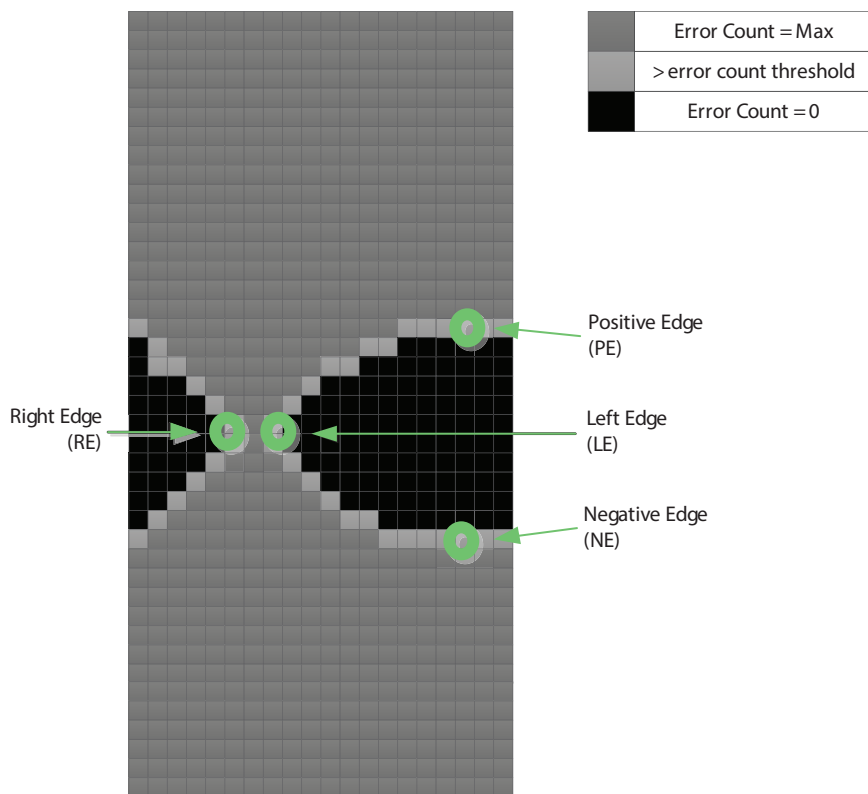 Error Count = Max
> error count threshold
Error Count = 0
Positive Edge
(PE)
Right Edge
(RE)
Left Edge
(LE)
Negative Edge
(NE)